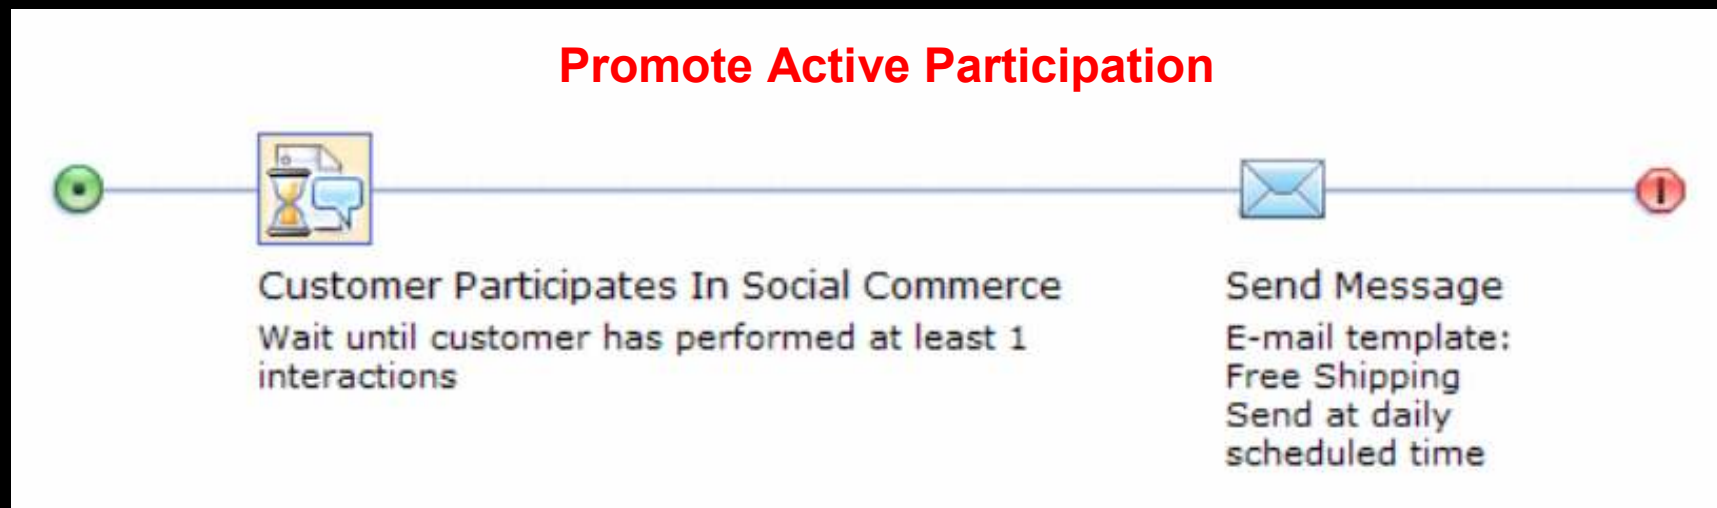 Promote Active Participation
Customer Participates In Social Commerce
Wait until customer has performed at least 1
interactions
Send Message
E-mail template:
Free Shipping
Send at daily
scheduled time